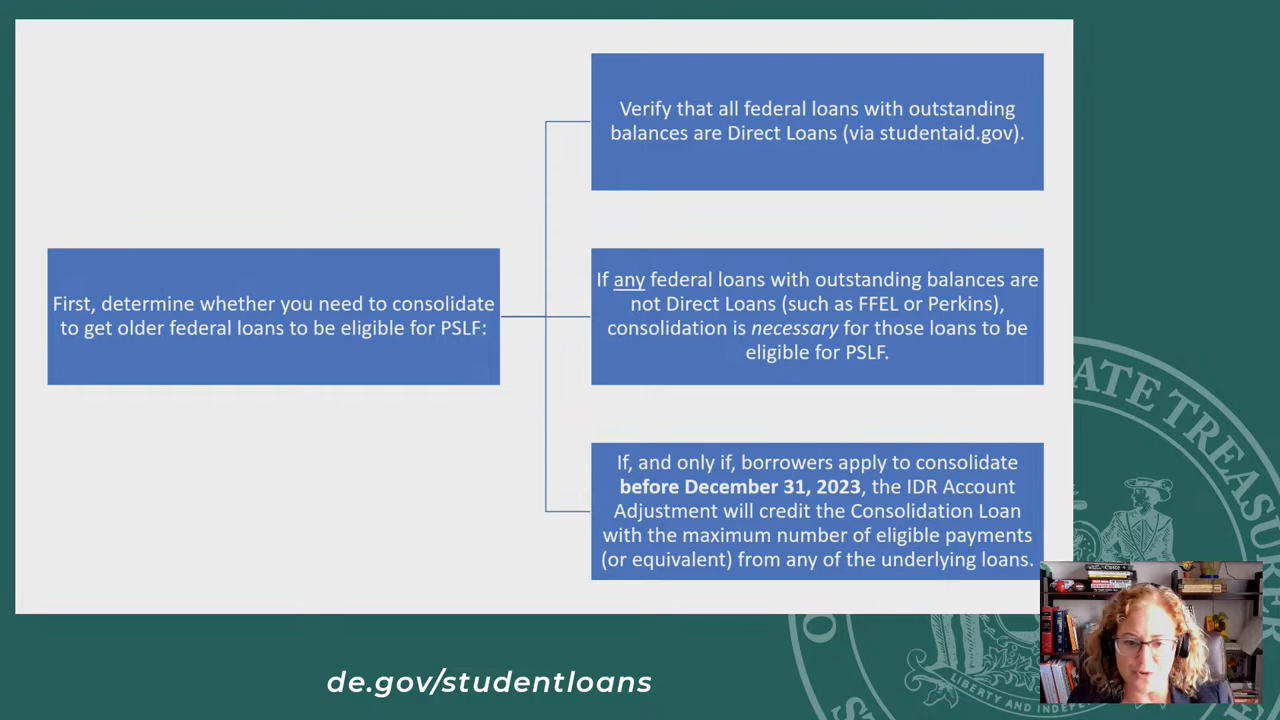 First, determine whether you need to consolidate
to get older federal loans to be eligible for PSLF:
Verify that all federal loans with outstanding
balances are Direct Loans (via studentaid.gov).
If any federal loans with outstanding balances are
not Direct Loans (such as FFEL or Perkins),
consolidation is necessary for those loans to be
eligible for PSLF.
If, and only if, borrowers apply to consolidate
before December 31, 2023, the IDR Account
Adjustment will credit the Consolidation Loan
with the maximum number of eligible payments
(or equivalent) from any of the underlying loans.
TATE TREASURER
LIBERTY AND INDEPE
de.gov/studentloans